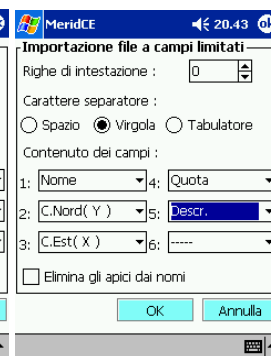 MeridCE 20.43 ok
Importazione file a campi limitati
Righe di intestazione : 0
Carattere separatore :
Spazio Virgola Tabulatore
Contenuto dei campi :
1: Nome 4: Quota
2: C.Nord( Y ) 5: Descr.
3: C.Est( X ) 6: -----
Elimina gli apici dai nomi
OK Annulla